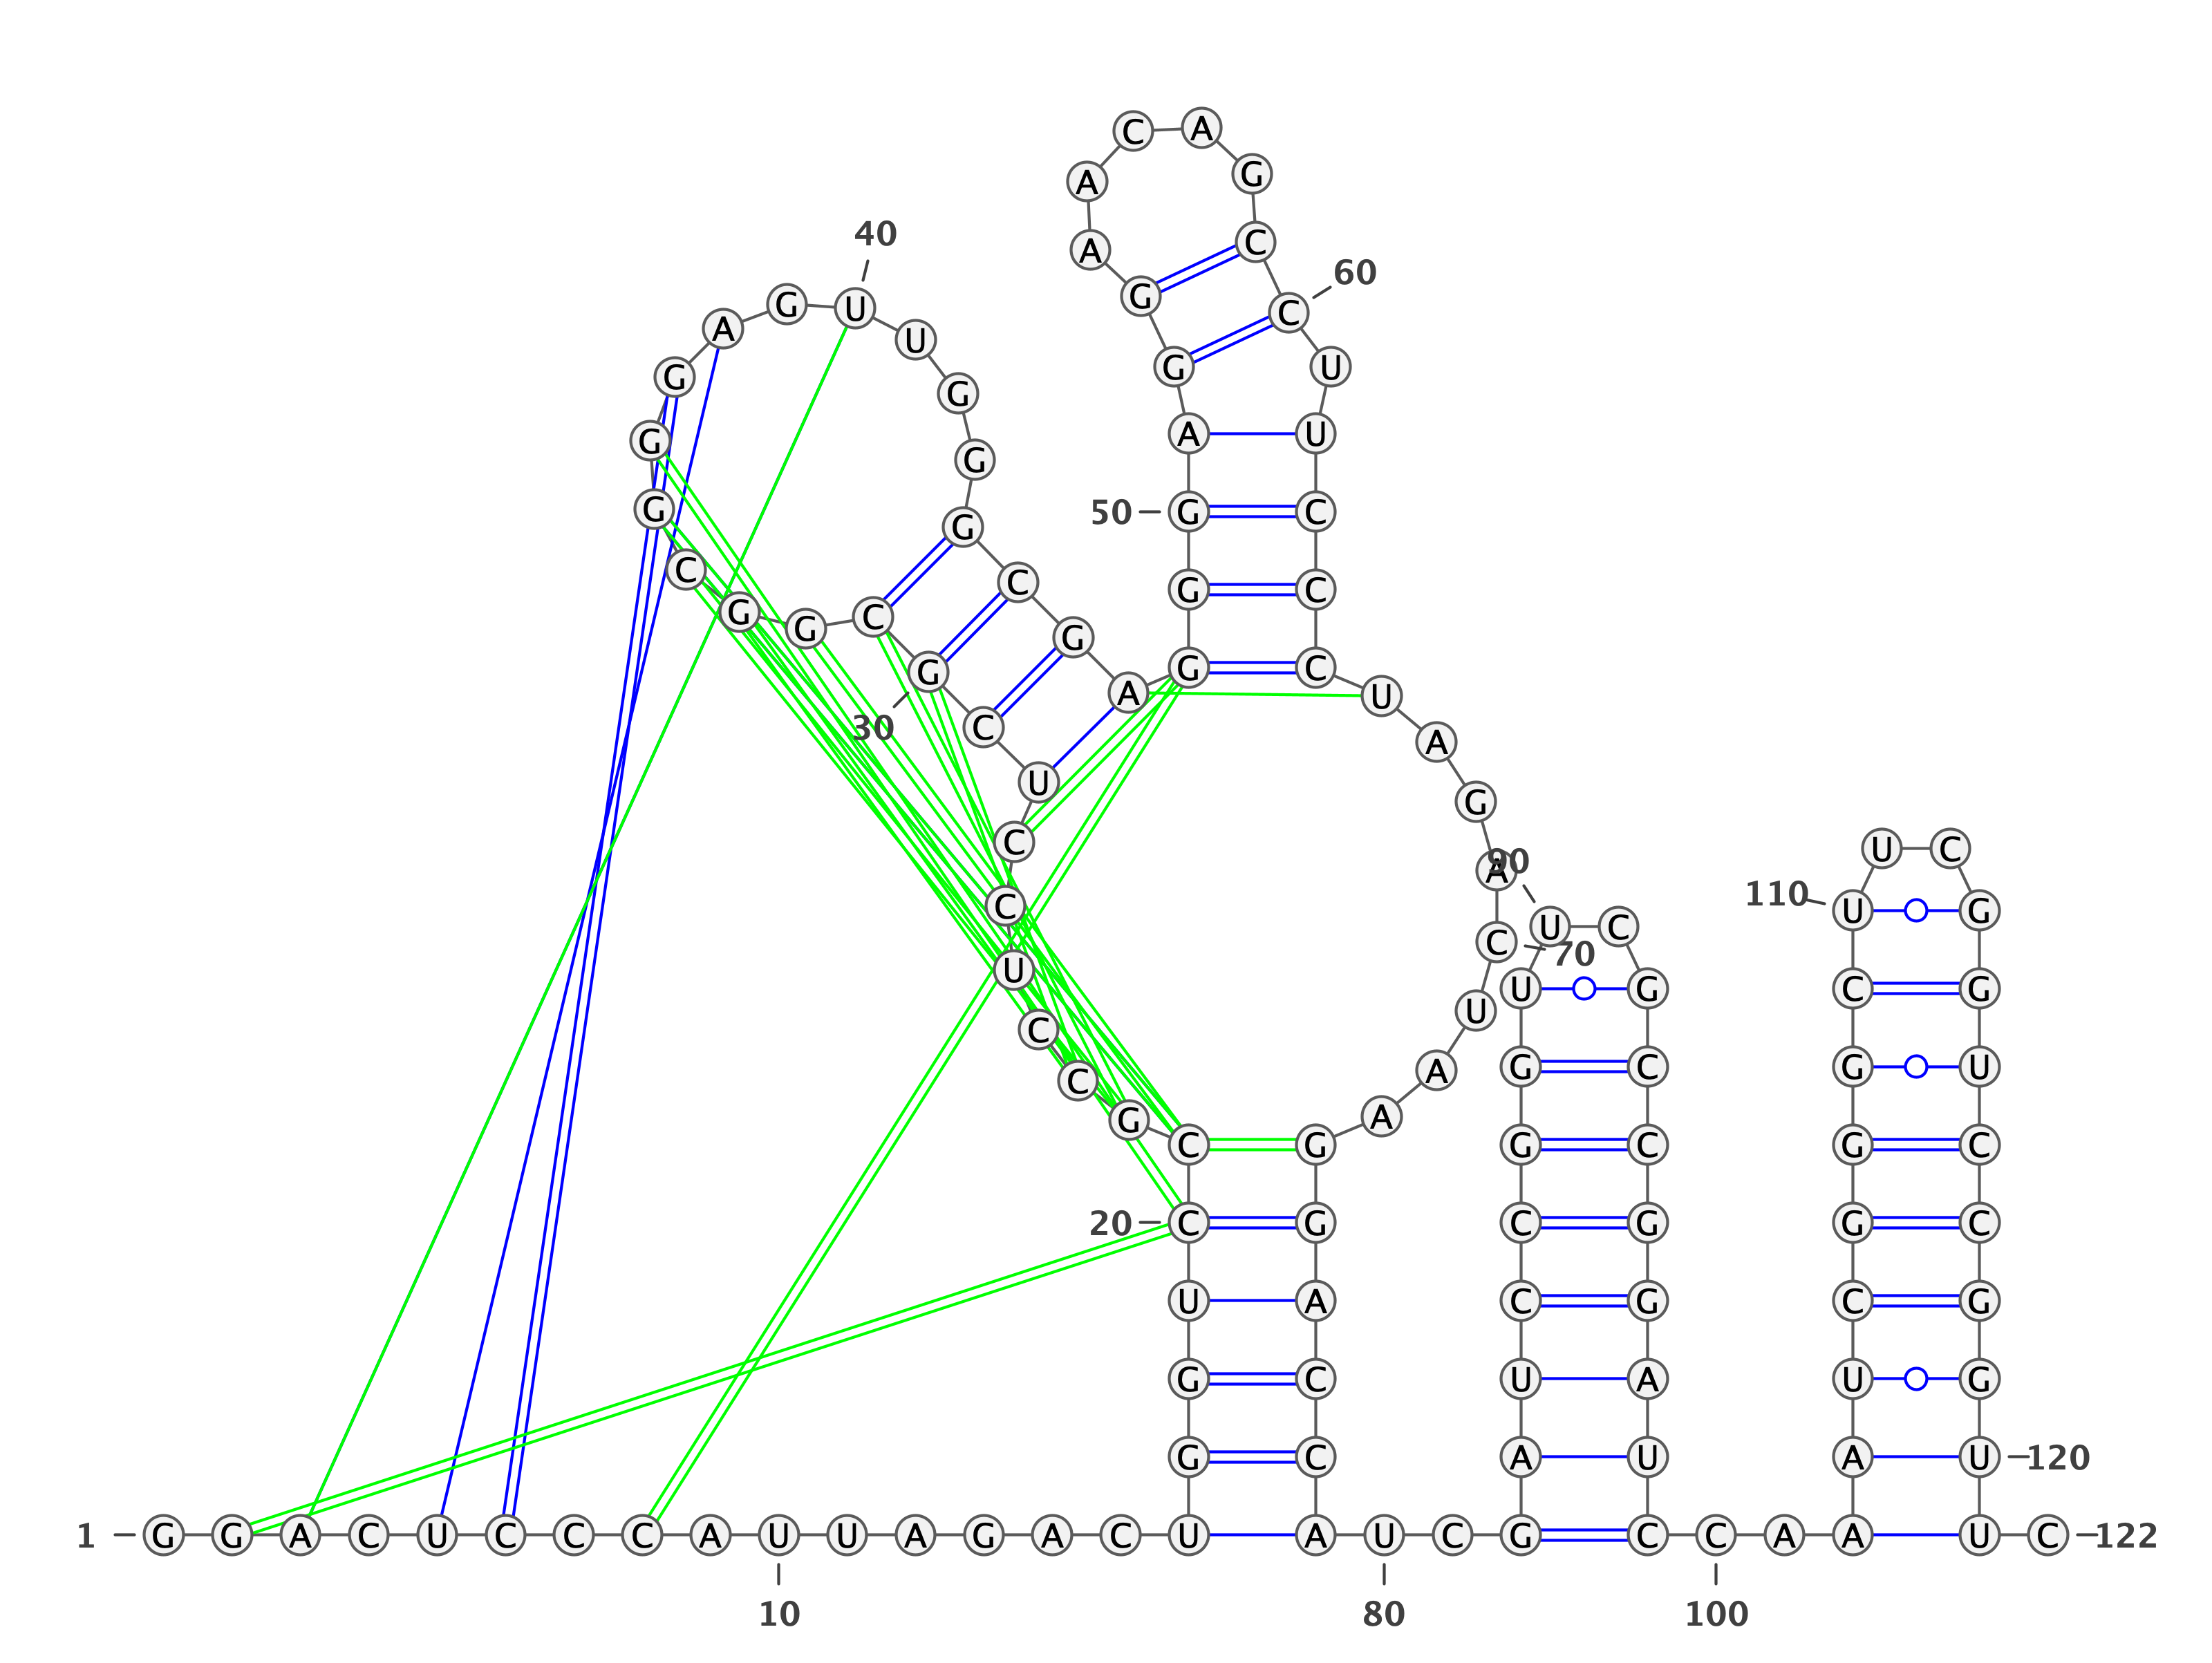 C A
A G
40
A C
60
G U G C
A U
G G U
G
G A U
G
50 G C
G
G
C C G C
G G C G
G A G C U
30 C A
U G
C 90 U C
A
C U C 110 U G
C 70
U U G C G
C U
C A G C G U
G C G A G C G C
20 C G C G G C
U A C G C G
G C U A U G
G C A U A U 120
1 G G A C U C C C A U U A G A C U A U C G C C A A U C 122
10 80 100